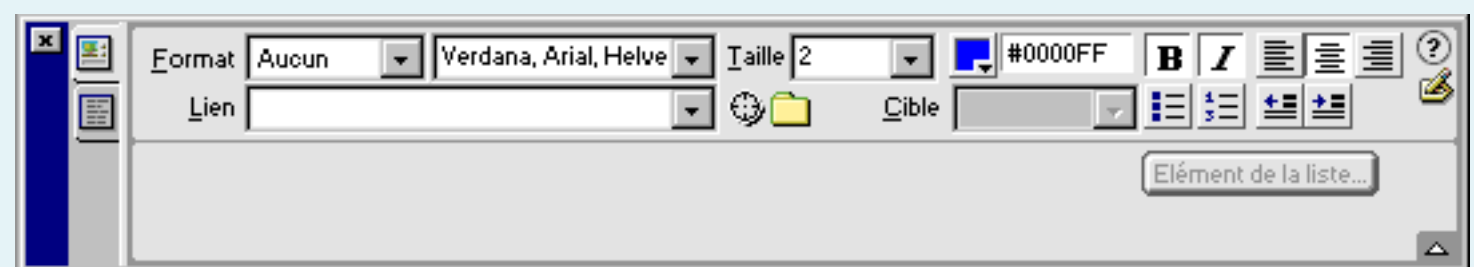 Format Aucun Verdana, Arial, Helve Taille 2 #0000FF B I
Lien Cible
Elément de la liste...